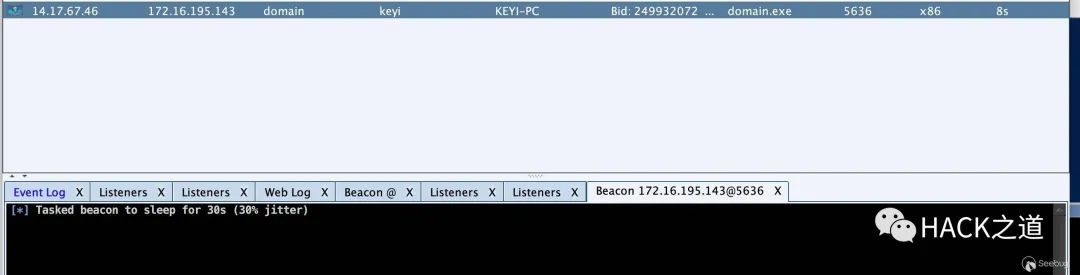 14.17.67.46 172.16.195.143 domain keyi KEYI-PC Bid: 249932072 ... domain.exe 5636 x86 8s
Event Log X Listeners X Listeners X Web Log X Beacon @ X Listeners X Listeners X Beacon 172.16.195.143@5636 X
[*] Tasked beacon to sleep for 30s (30% jitter)
HACK之道
Seebug